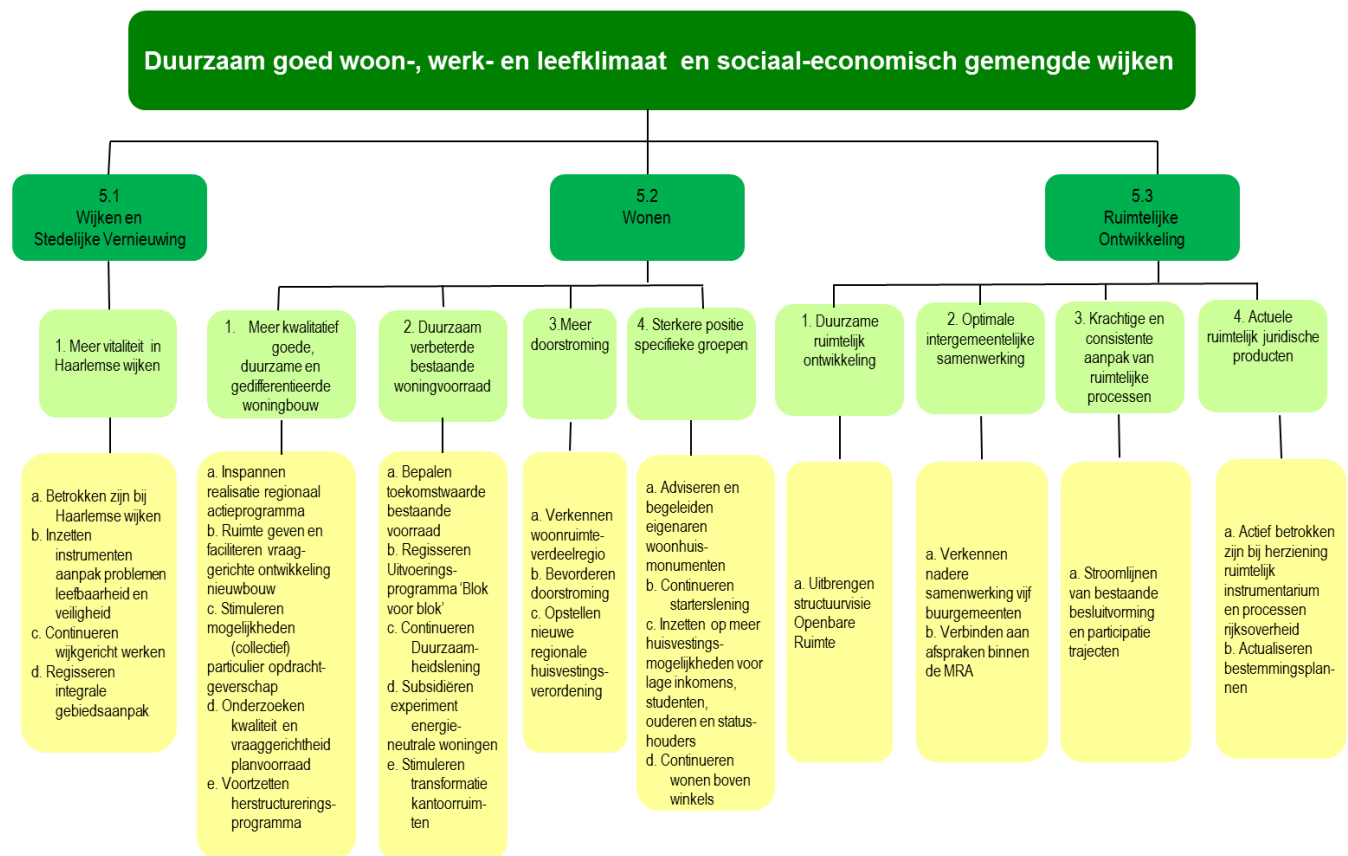 Duurzaam goed woon-, werk- en leefklimaat en sociaal-economisch gemengde wijken
5.1
Wijken en
Stedelijke Vernieuwing
5.2
Wonen
5.3
Ruimtelijke
Ontwikkeling
1. Meer vitaliteit in
Haarlemse wijken
1. Meer kwalitatief
goede,
duurzame en
gedifferentieerde
woningbouw
2. Duurzaam
verbeterde
bestaande
woningvoorraad
3.Meer
doorstroming
4. Sterkere positie
specifieke groepen
1. Duurzame
ruimtelijk
ontwikkeling
2. Optimale
intergemeentelijke
samenwerking
3. Krachtige en
consistente
aanpak van
ruimtelijke
processen
4. Actuele
ruimtelijk juridische
producten
a. Betrokken zijn bij
Haarlemse wijken
b. Inzetten
instrumenten
aanpak problemen
leefbaarheid en
veiligheid
c. Continueren
wijkgericht werken
d. Regisseren
integrale
gebiedsaanpak
a. Inspannen
realisatie regionaal
actieprogramma
b. Ruimte geven en
faciliteren vraag-
gerichte ontwikkeling
nieuwbouw
c. Stimuleren
mogelijkheden
(collectief)
particulier opdracht-
geverschap
d. Onderzoeken
kwaliteit en
vraaggerichtheid
planvoorraad
e. Voortzetten
herstructurerings-
programma
a. Bepalen
toekomstwaarde
bestaande
voorraad
b. Regisseren
Uitvoerings-
programma ‘Blok
voor blok’
c. Continueren
Duurzaam-
heidslening
d. Subsidiëren
experiment
energie-
neutrale woningen
e. Stimuleren
transformatie
kantoorruim-
ten
a. Verkennen
woonruimte-
verdeelregio
b. Bevorderen
doorstroming
c. Opstellen
nieuwe
regionale
huisvestings-
verordening
a. Adviseren en
begeleiden
eigenaren
woonhuis-
monumenten
b. Continueren
starterslening
c. Inzetten op meer
huisvestings-
mogelijkheden voor
lage inkomens,
studenten,
ouderen en status-
houders
d. Continueren
wonen boven
winkels
a. Uitbrengen
structuurvisie
Openbare
Ruimte
a. Verkennen
nadere
samenwerking vijf
buurgemeenten
b. Verbinden aan
afspraken binnen
de MRA
a. Stroomlijnen
van bestaande
besluitvorming
en participatie
trajecten
a. Actief betrokken
zijn bij herziening
ruimtelijk
instrumentarium
en processen
rijksoverheid
b. Actualiseren
bestemmingsplan-
nen